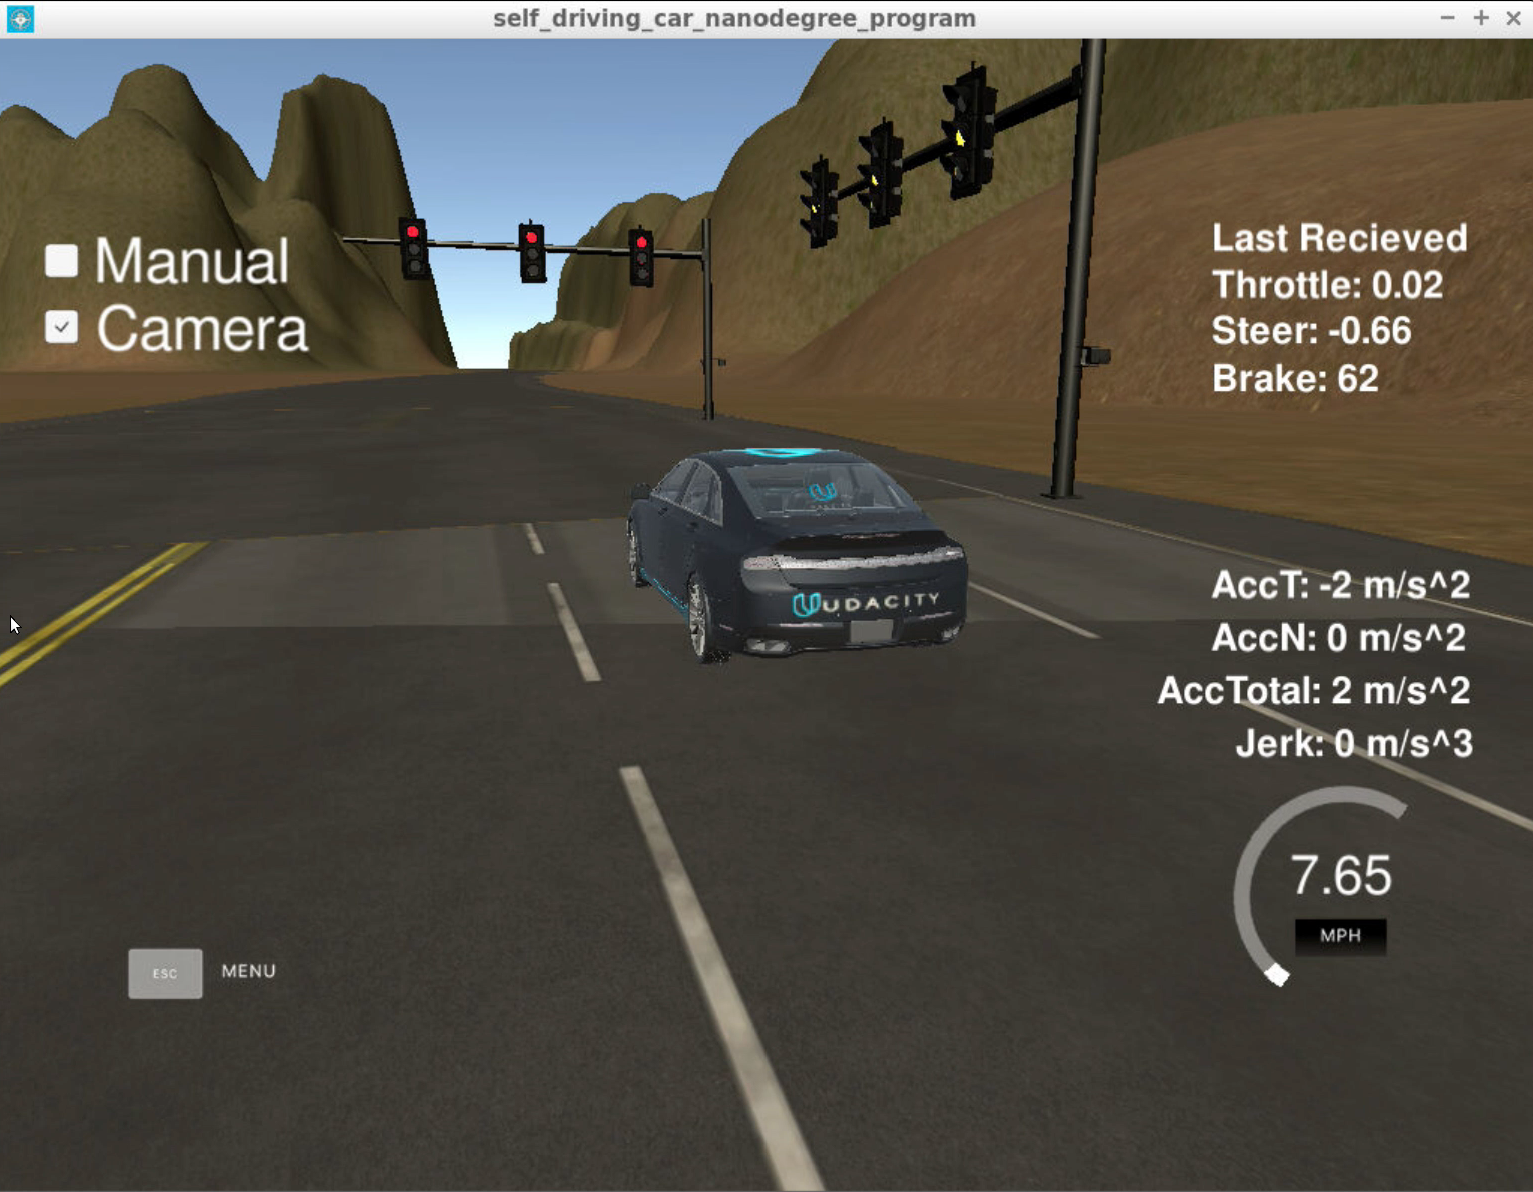 self_driving_car_nanodegree_program
Manual
Camera
Last Recieved
Throttle: 0.02
Steer: -0.66
Brake: 62
UDACITY
AccT: -2 m/s^2
AccN: 0 m/s^2
AccTotal: 2 m/s^2
Jerk: 0 m/s^3
7.65
MPH
ESC MENU